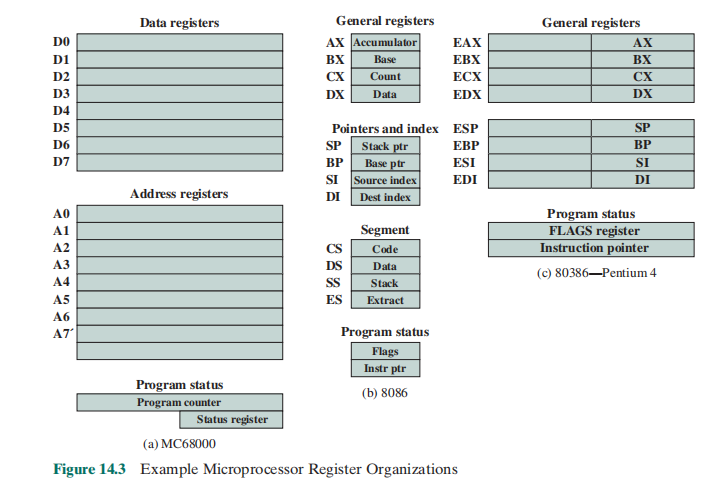 Data registers
D0
D1
D2
D3
D4
D5
D6
D7
Address registers
A0
A1
A2
A3
A4
A5
A6
A7´
Program status
Program counter
Status register
(a) MC68000
General registers
AX Accumulator
BX Base
CX Count
DX Data
Pointers and index
SP Stack ptr
BP Base ptr
SI Source index
DI Dest index
Segment
CS Code
DS Data
SS Stack
ES Extract
Program status
Flags
Instr ptr
(b) 8086
General registers
EAX AX
EBX BX
ECX CX
EDX DX
ESP SP
EBP BP
ESI SI
EDI DI
Program status
FLAGS register
Instruction pointer
(c) 80386—Pentium 4
Figure 14.3 Example Microprocessor Register Organizations